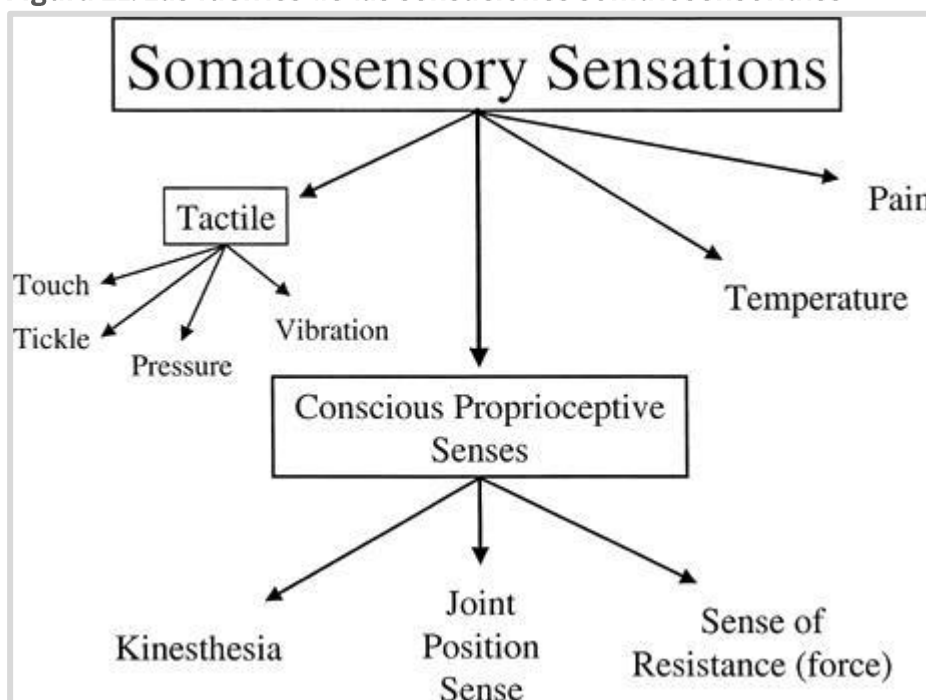 Somatosensory Sensations
Pain
Tactile
Temperature
Touch
Tickle
Pressure
Vibration
Conscious Proprioceptive
Senses
Kinesthesia
Joint
Position
Sense
Sense of
Resistance (force)